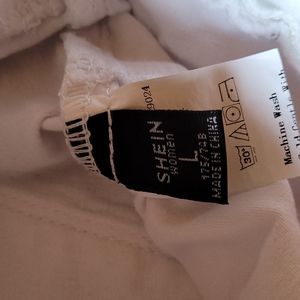 SHEIN
women
L
175/74B
MADE IN CHINA
9024
30°
Machine Wash